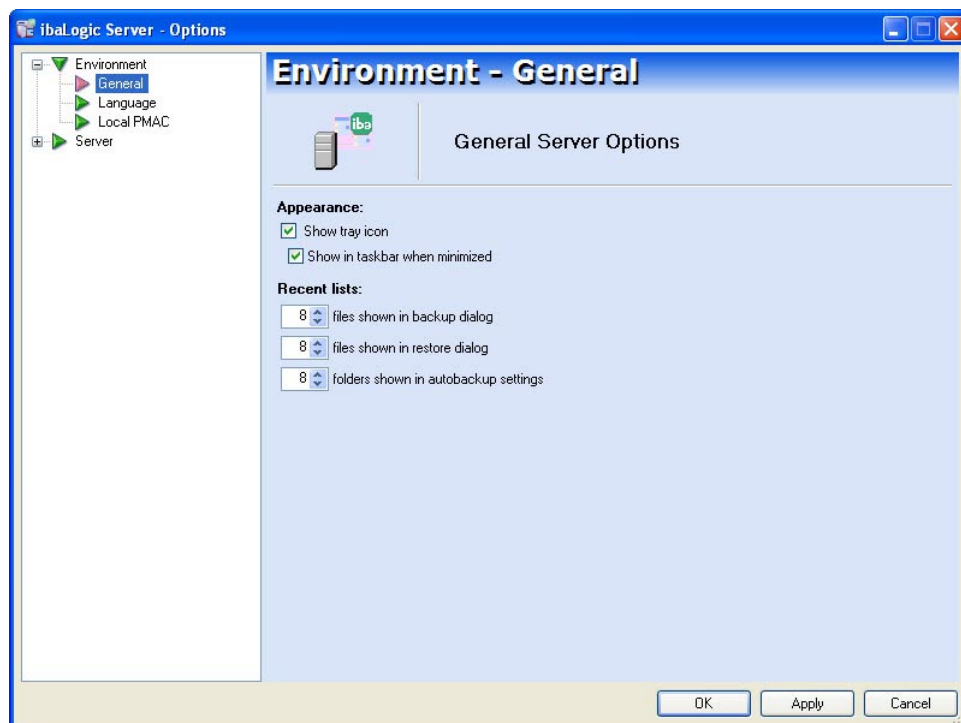 ibaLogic Server - Options
Environment
General
Language
Local PMAC
Server
Environment - General
iba
General Server Options
Appearance:
Show tray icon
Show in taskbar when minimized
Recent lists:
8 files shown in backup dialog
8 files shown in restore dialog
8 folders shown in autobackup settings
OK Apply Cancel